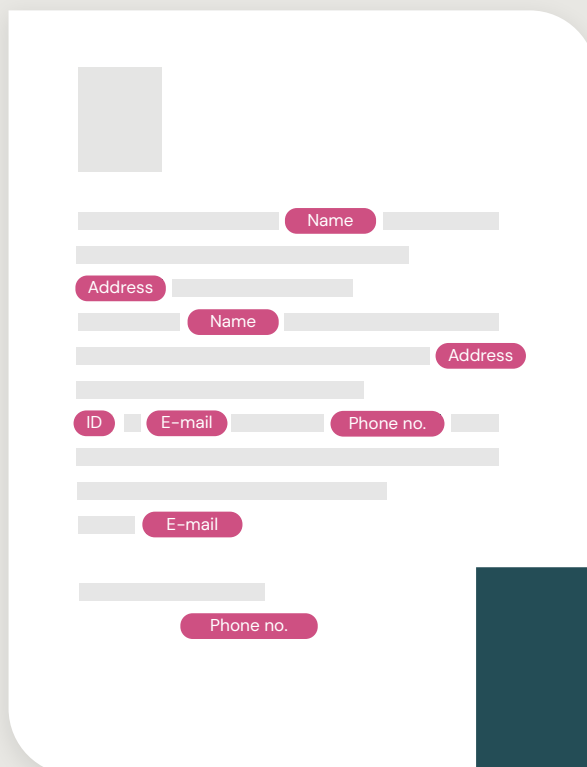 Name
Address
Name
Address
ID E-mail Phone no.
E-mail
Phone no.